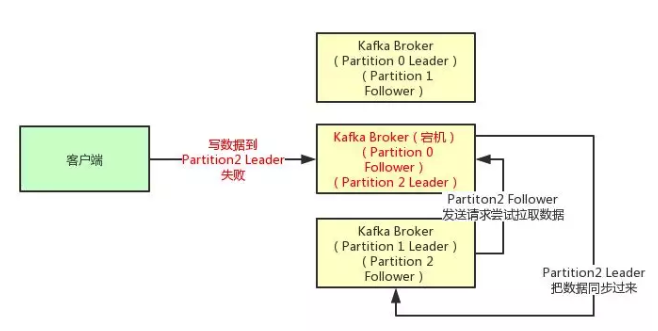 Kafka Broker
（Partition 0 Leader）
（Partition 1
Follower）
客户端
写数据到
Partition2 Leader
失败
Kafka Broker（宕机）
（Partition 0
Follower）
（Partition 2 Leader）
Partiton2 Follower
发送请求尝试拉取数据
Kafka Broker
（Partition 1 Leader）
（Partition 2
Follower）
Partition2 Leader
把数据同步过来